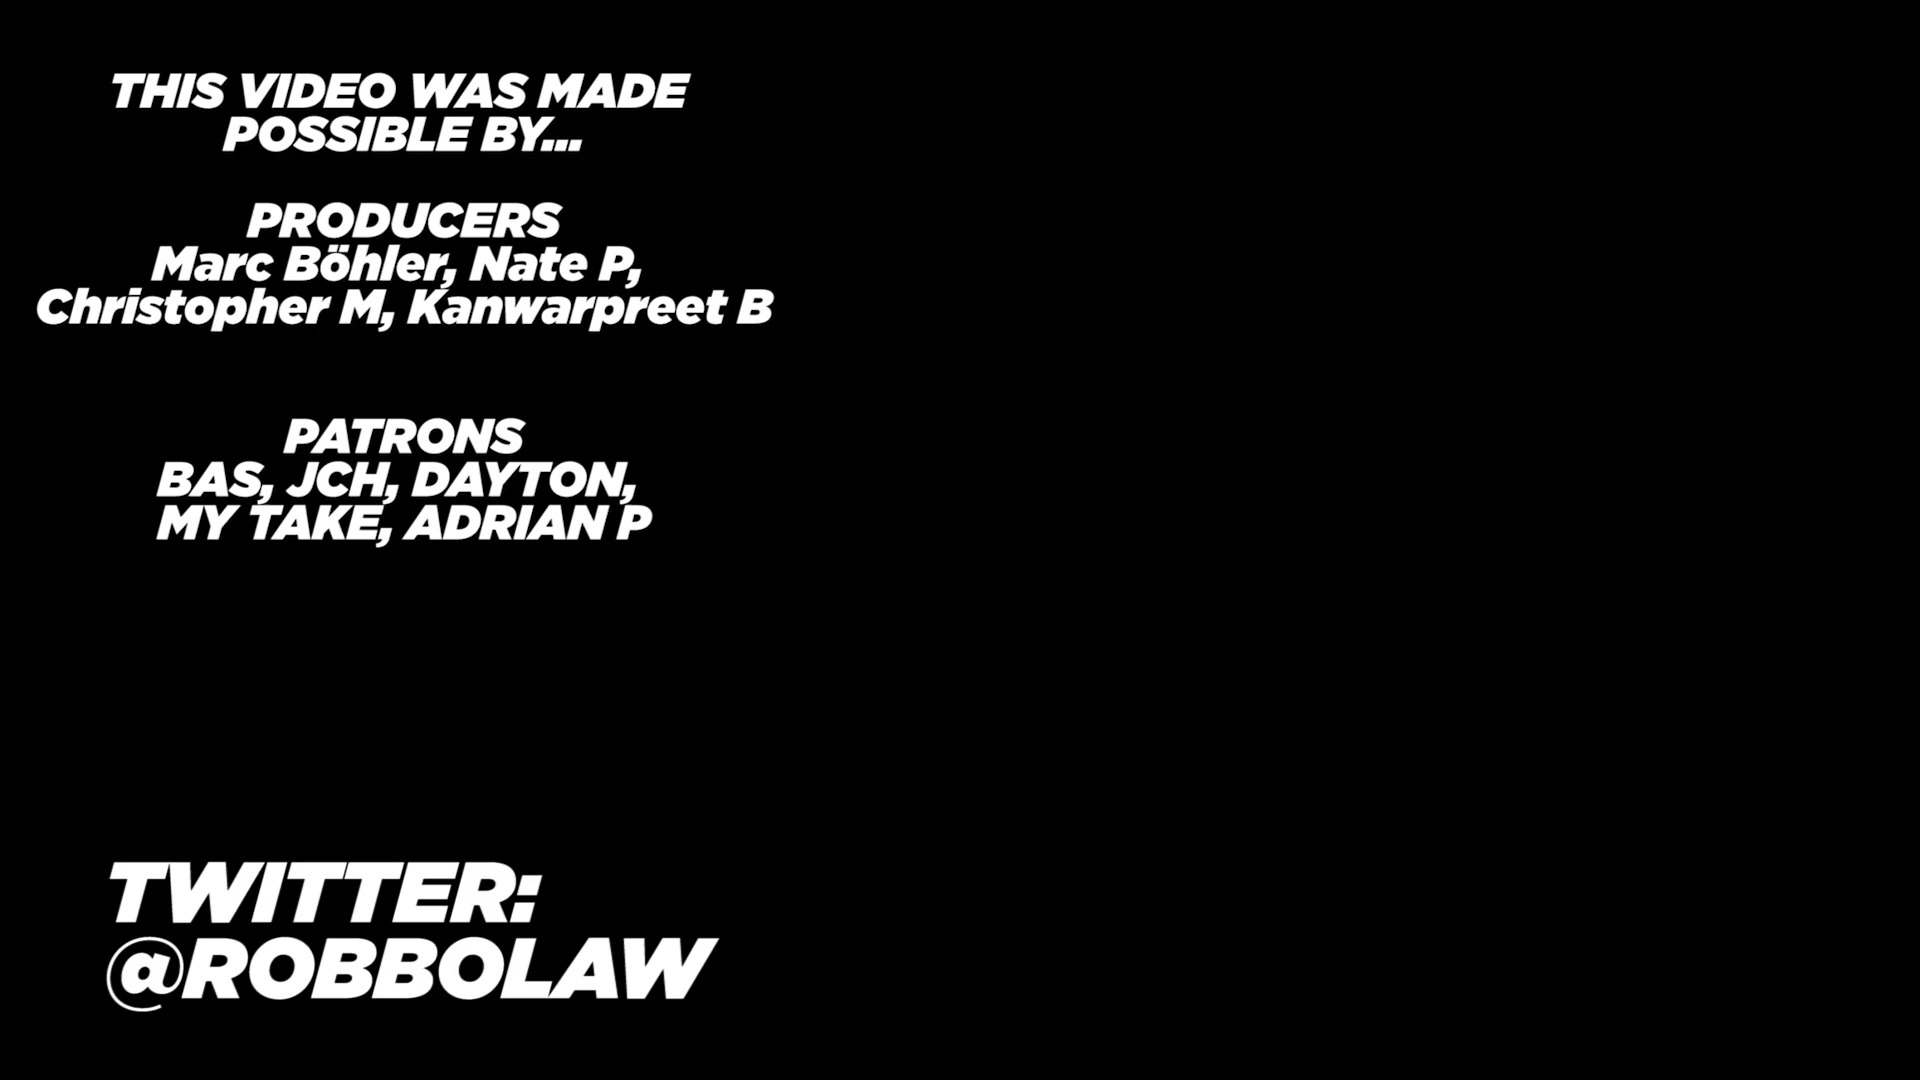 THIS VIDEO WAS MADE
POSSIBLE BY...
PRODUCERS
Marc Böhler, Nate P,
Christopher M, Kanwarpreet B
PATRONS
BAS, JCH, DAYTON,
MY TAKE, ADRIAN P
TWITTER:
@ROBBOLAW